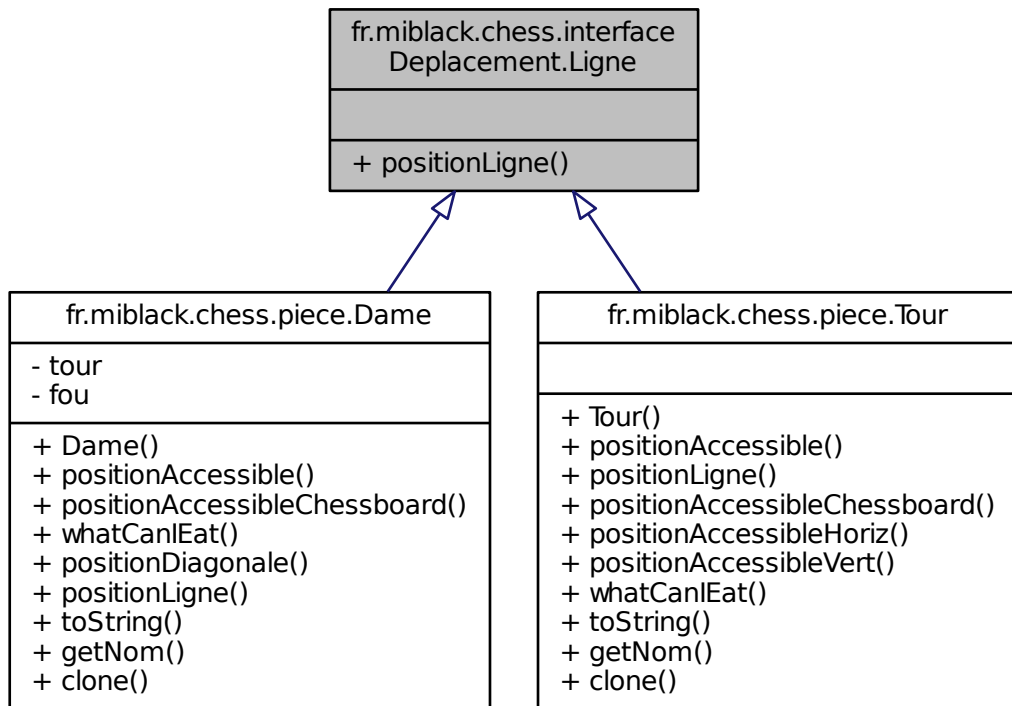 fr.miblack.chess.interface
Deplacement.Ligne
+ positionLigne()
fr.miblack.chess.piece.Dame
- tour
- fou
+ Dame()
+ positionAccessible()
+ positionAccessibleChessboard()
+ whatCanIEat()
+ positionDiagonale()
+ positionLigne()
+ toString()
+ getNom()
+ clone()
fr.miblack.chess.piece.Tour
+ Tour()
+ positionAccessible()
+ positionLigne()
+ positionAccessibleChessboard()
+ positionAccessibleHoriz()
+ positionAccessibleVert()
+ whatCanIEat()
+ toString()
+ getNom()
+ clone()